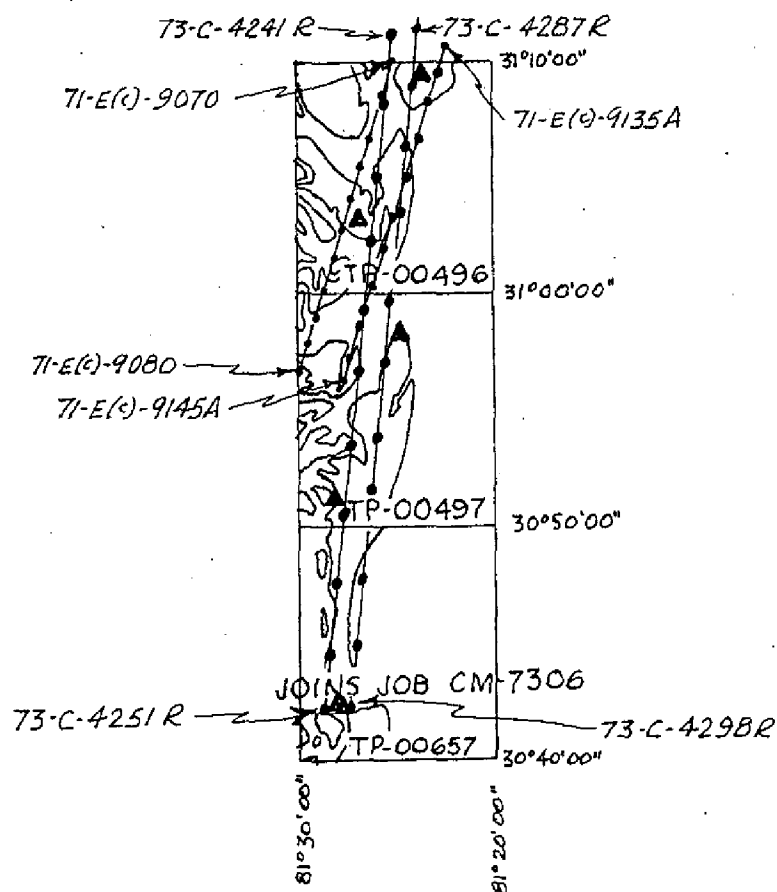 73-C-4241 R
73-C-4287 R
31°10'00"
71-E(c)-9070
71-E(c)-9135A
TP-00496
31°00'00"
71-E(c)-9080
71-E(c)-9145A
TP-00497
30°50'00"
JOINS JOB CM-7306
73-C-4251 R
73-C-4298R
TP-00657
30°40'00"
81°30'00"
81°20'00"